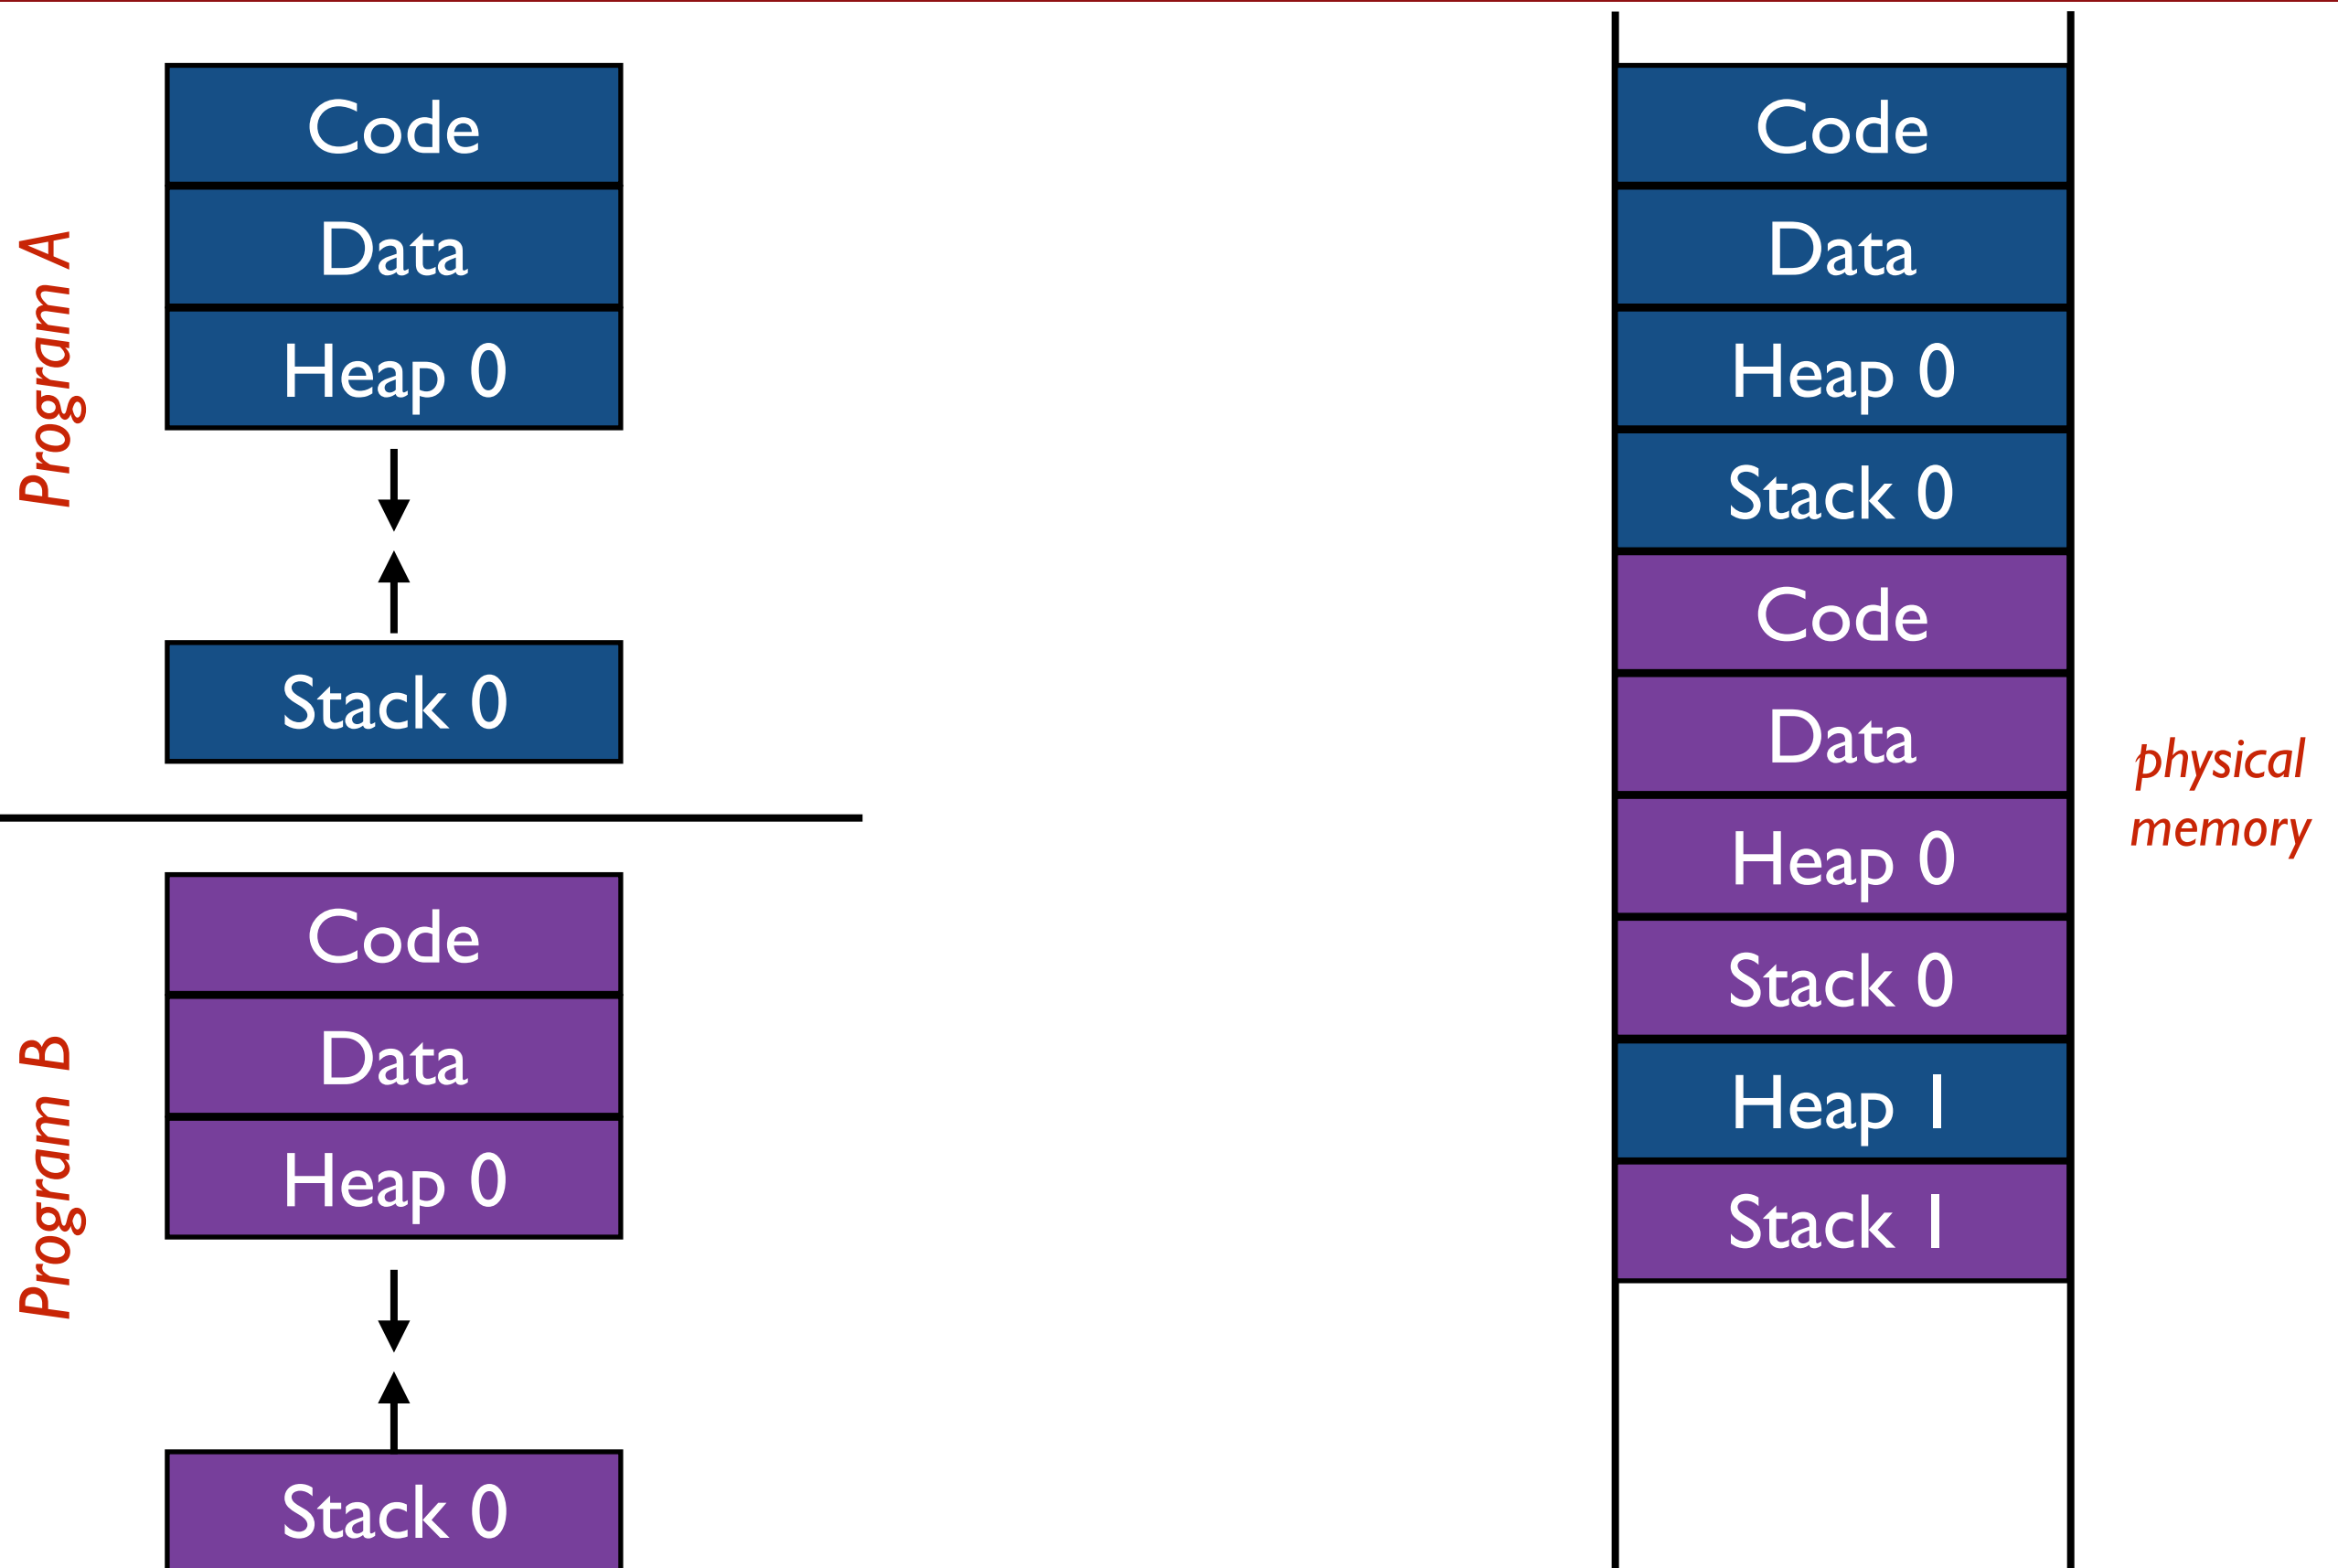 Program A
Code
Data
Heap 0
Stack 0
Program B
Code
Data
Heap 0
Stack 0
Code
Data
Heap 0
Stack 0
Code
Data
Heap 0
Stack 0
Heap 1
Stack 1
physical
memory